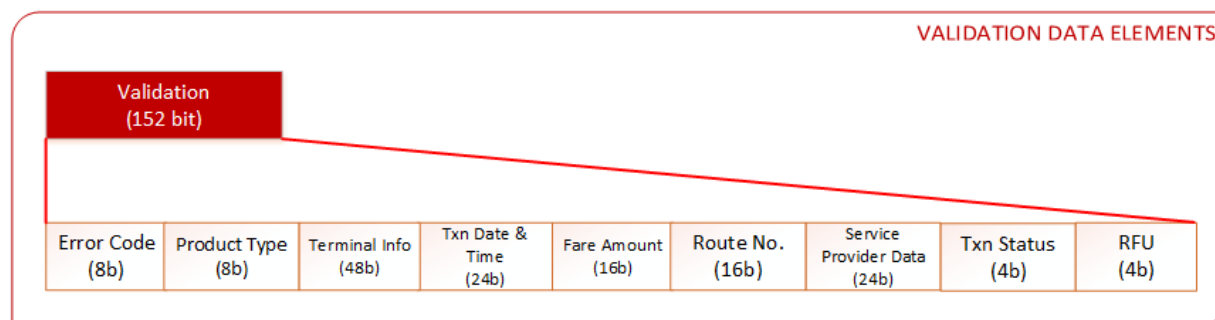 VALIDATION DATA ELEMENTS
Validation
(152 bit)
Error Code
(8b)
Product Type
(8b)
Terminal Info
(48b)
Txn Date &
Time
(24b)
Fare Amount
(16b)
Route No.
(16b)
Service
Provider Data
(24b)
Txn Status
(4b)
RFU
(4b)